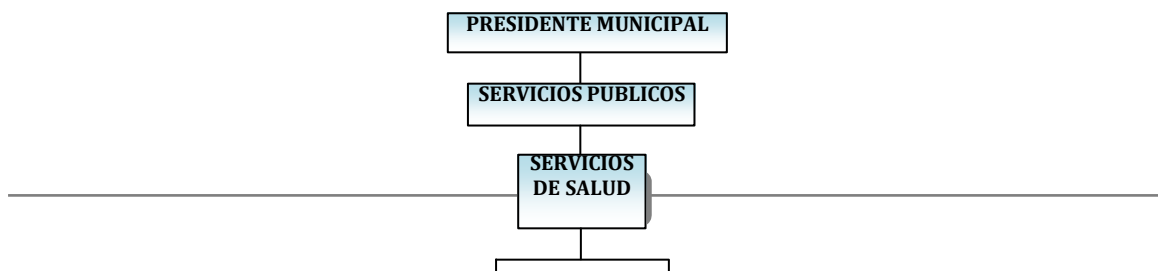 PRESIDENTE MUNICIPAL
SERVICIOS PUBLICOS
SERVICIOS
DE SALUD